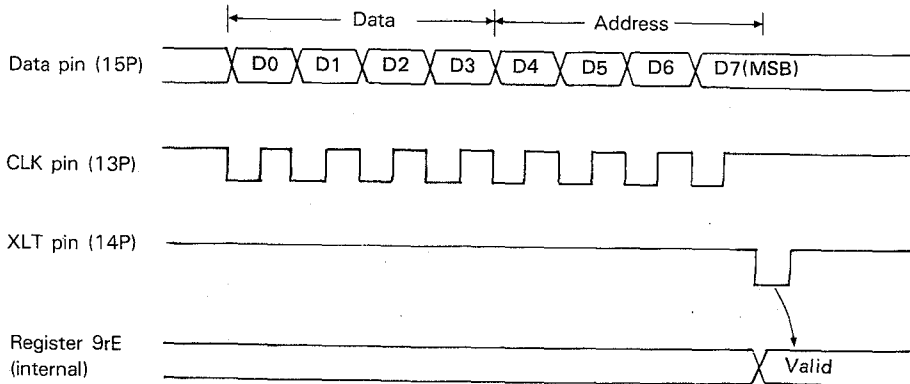 Data Address
Data pin (15P) D0 D1 D2 D3 D4 D5 D6 D7(MSB)
CLK pin (13P)
XLT pin (14P)
Register 9rE
(internal) Valid